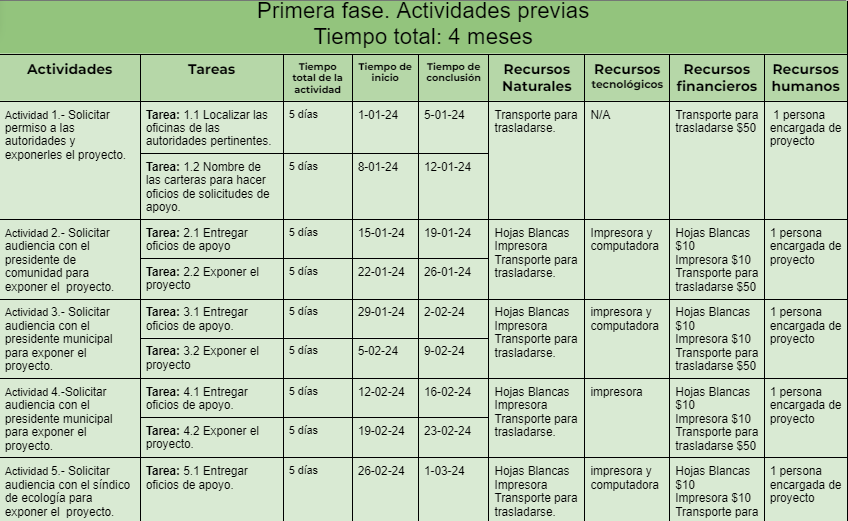 Primera fase. Actividades previas
Tiempo total: 4 meses
Actividades
Tareas
Tiempo
total de la
actividad
Tiempo de
inicio
Tiempo de
conclusión
Recursos
Naturales
Recursos
tecnológicos
Recursos
financieros
Recursos
humanos
Actividad 1.- Solicitar
permiso a las
autoridades y
exponerles el proyecto.
Tarea: 1.1 Localizar las
oficinas de las
autoridades pertinentes.
5 días
1-01-24
5-01-24
Transporte para
trasladarse.
N/A
Transporte para
trasladarse $50
1 persona
encargada de
proyecto
Tarea: 1.2 Nombre de
las carteras para hacer
oficios de solicitudes de
apoyo.
5 días
8-01-24
12-01-24
Actividad 2.- Solicitar
audiencia con el
presidente de
comunidad para
exponer el proyecto.
Tarea: 2.1 Entregar
oficios de apoyo
5 días
15-01-24
19-01-24
Hojas Blancas
Impresora
Transporte para
trasladarse.
Impresora y
computadora
Hojas Blancas
$10
Impresora $10
Transporte para
trasladarse $50
1 persona
encargada de
proyecto
Tarea: 2.2 Exponer el
proyecto
5 días
22-01-24
26-01-24
Actividad 3.- Solicitar
audiencia con el
presidente municipal
para exponer el
proyecto.
Tarea: 3.1 Entregar
oficios de apoyo.
5 días
29-01-24
2-02-24
Hojas Blancas
Impresora
Transporte para
trasladarse.
impresora y
computadora
Hojas Blancas
$10
Impresora $10
Transporte para
trasladarse $50
1 persona
encargada de
proyecto
Tarea: 3.2 Exponer el
proyecto
5 días
5-02-24
9-02-24
Actividad 4.-Solicitar
audiencia con el
presidente municipal
para exponer el
proyecto.
Tarea: 4.1 Entregar
oficios de apoyo.
5 días
12-02-24
16-02-24
Hojas Blancas
Impresora
Transporte para
trasladarse.
impresora
Hojas Blancas
$10
Impresora $10
Transporte para
trasladarse $50
1 persona
encargada de
proyecto
Tarea: 4.2 Exponer el
proyecto.
5 días
19-02-24
23-02-24
Actividad 5.- Solicitar
audiencia con el síndico
de ecología para
exponer el proyecto.
Tarea: 5.1 Entregar
oficios de apoyo.
5 días
26-02-24
1-03-24
Hojas Blancas
Impresora
Transporte para
trasladarse.
impresora y
computadora
Hojas Blancas
$10
Impresora $10
Transporte para
1 persona
encargada de
proyecto